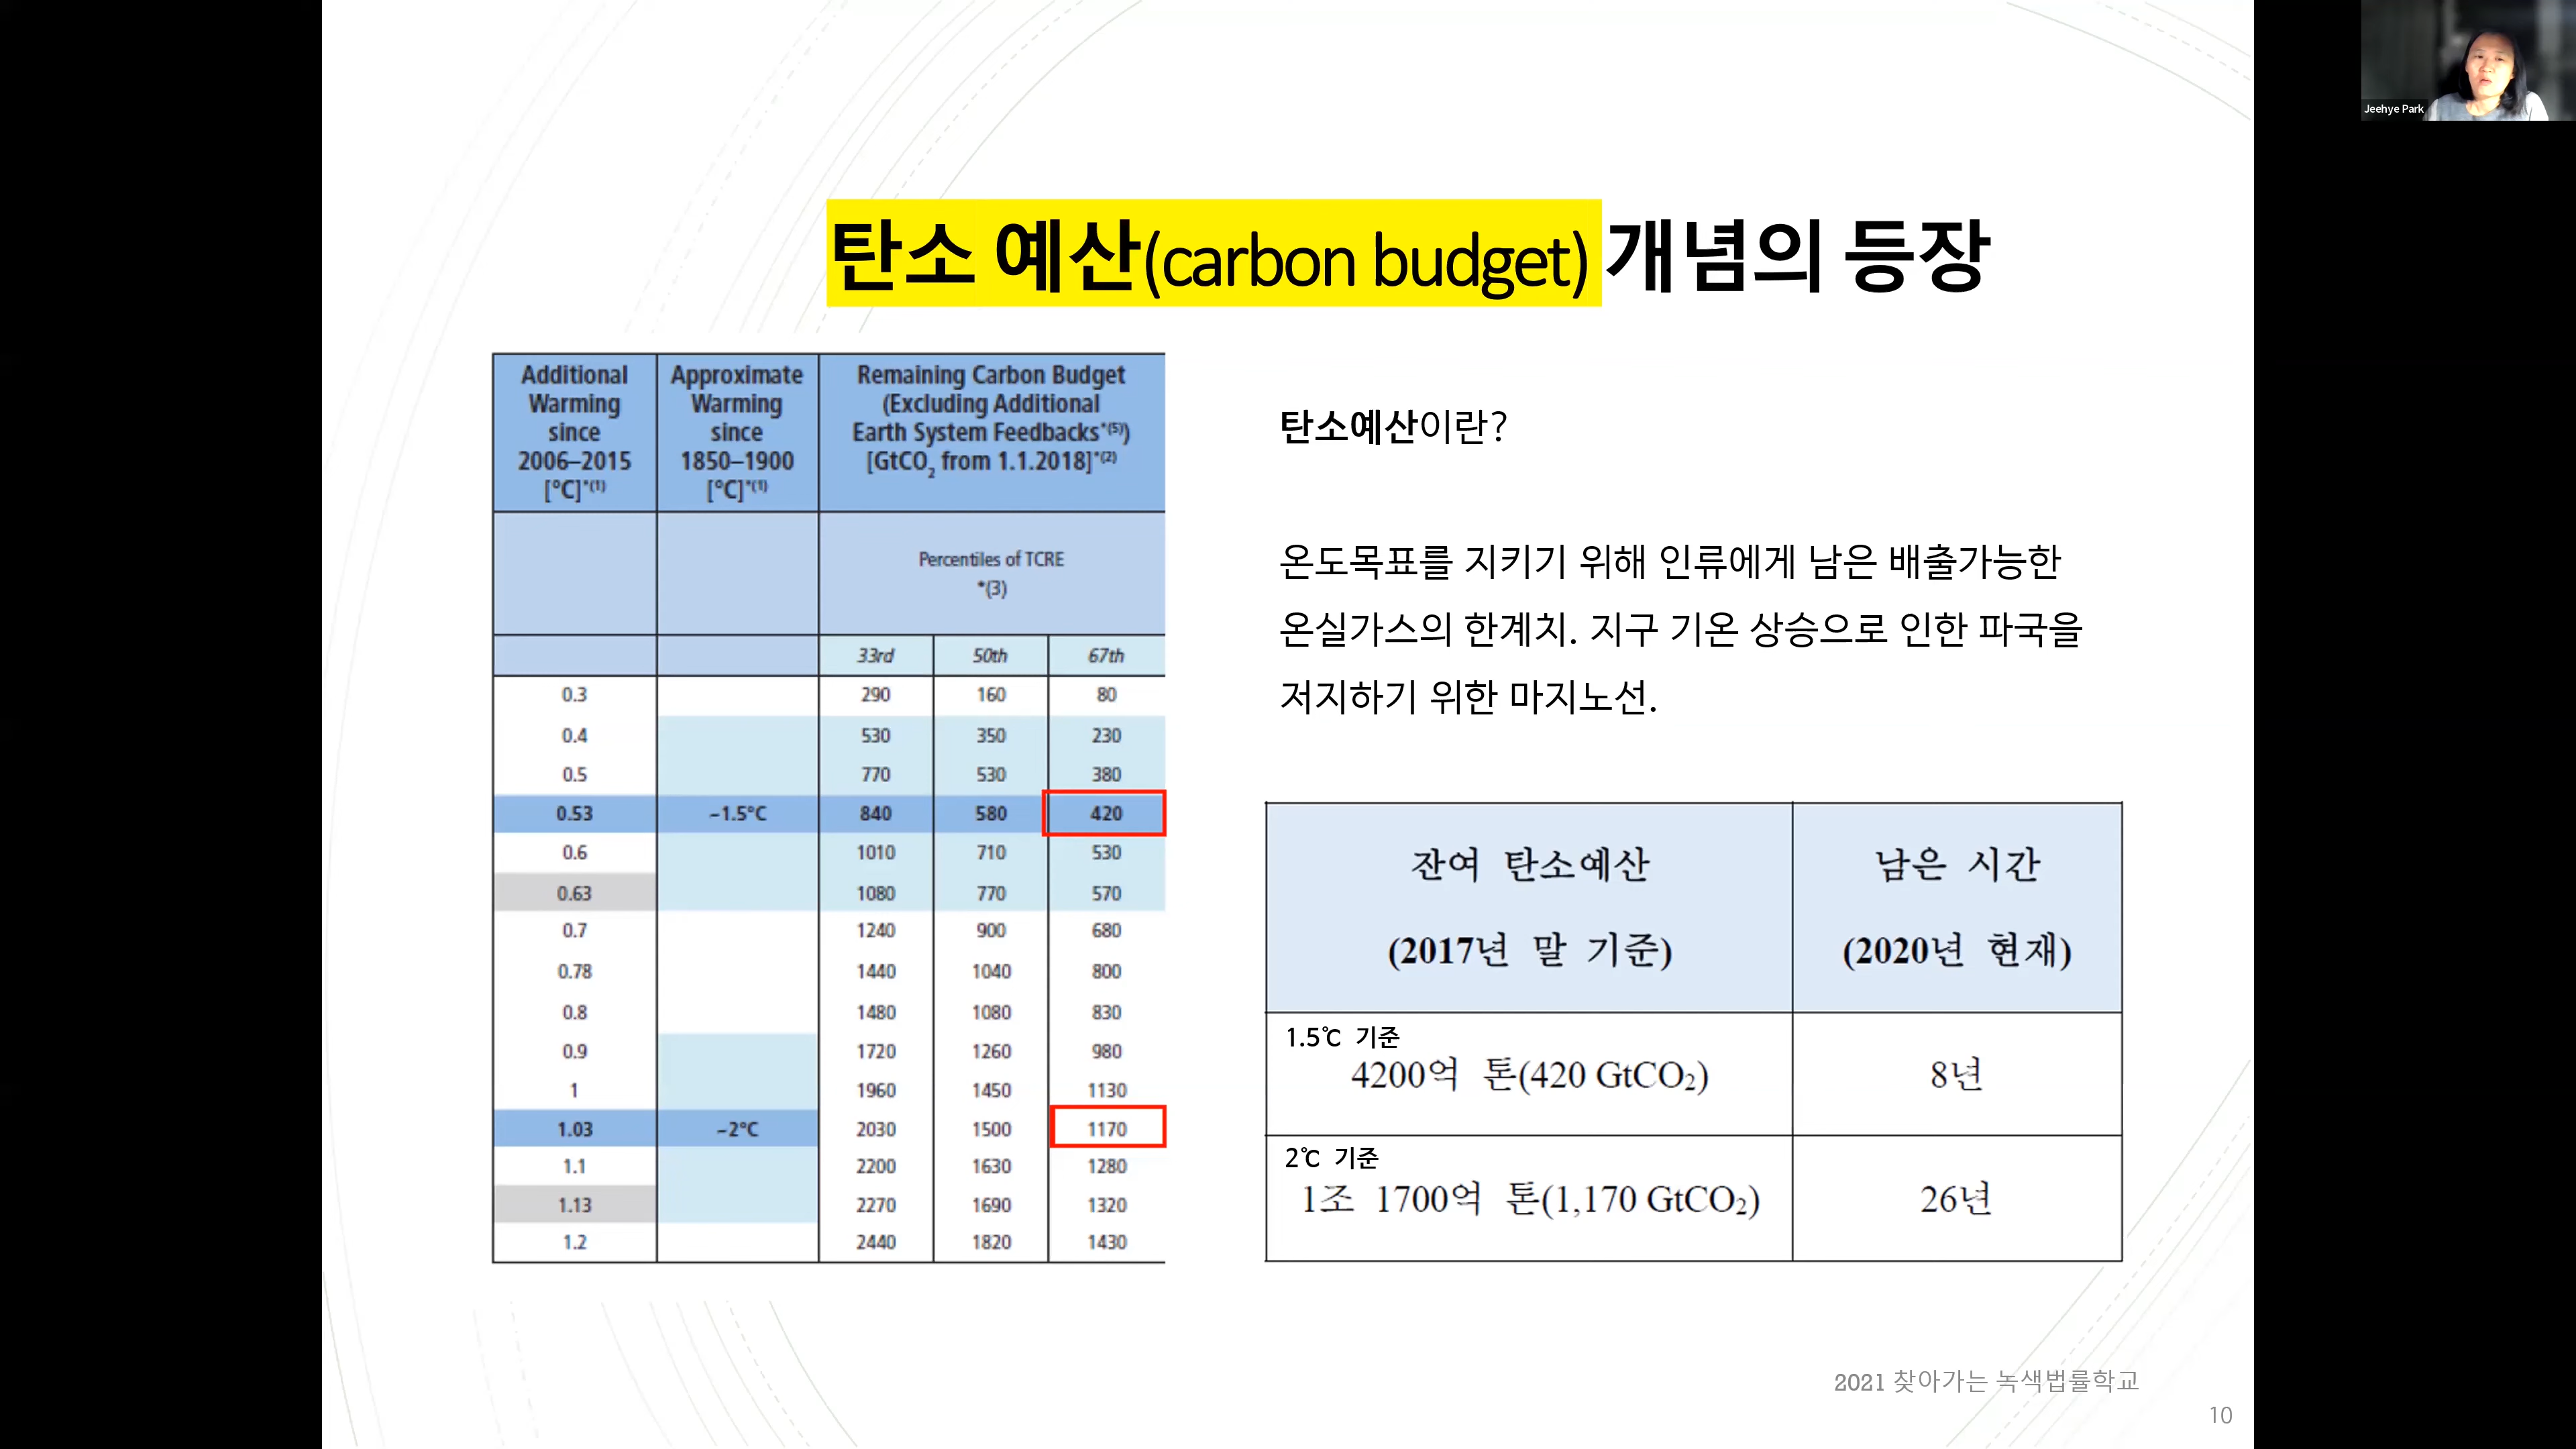 Jeehye Park
탄소 예산(carbon budget) 개념의 등장
Additional Warming since 2006–2015 [°C]*(1)
Approximate Warming since 1850–1900 [°C]*(1)
Remaining Carbon Budget (Excluding Additional Earth System Feedbacks*(5)) [GtCO2 from 1.1.2018]*(2)
Percentiles of TCRE
*(3)
33rd 50th 67th
0.3 290 160 80
0.4 530 350 230
0.5 770 530 380
0.53 ~1.5°C 840 580 420
0.6 1010 710 530
0.63 1080 770 570
0.7 1240 900 680
0.78 1440 1040 800
0.8 1480 1080 830
0.9 1720 1260 980
1 1960 1450 1130
1.03 ~2°C 2030 1500 1170
1.1 2200 1630 1280
1.13 2270 1690 1320
1.2 2440 1820 1430
탄소예산이란?
온도목표를 지키기 위해 인류에게 남은 배출가능한
온실가스의 한계치. 지구 기온 상승으로 인한 파국을
저지하기 위한 마지노선.
잔여 탄소예산 남은 시간
(2017년 말 기준) (2020년 현재)
1.5℃ 기준
4200억 톤(420 GtCO2) 8년
2℃ 기준
1조 1700억 톤(1,170 GtCO2) 26년
2021 찾아가는 녹색법률학교
10